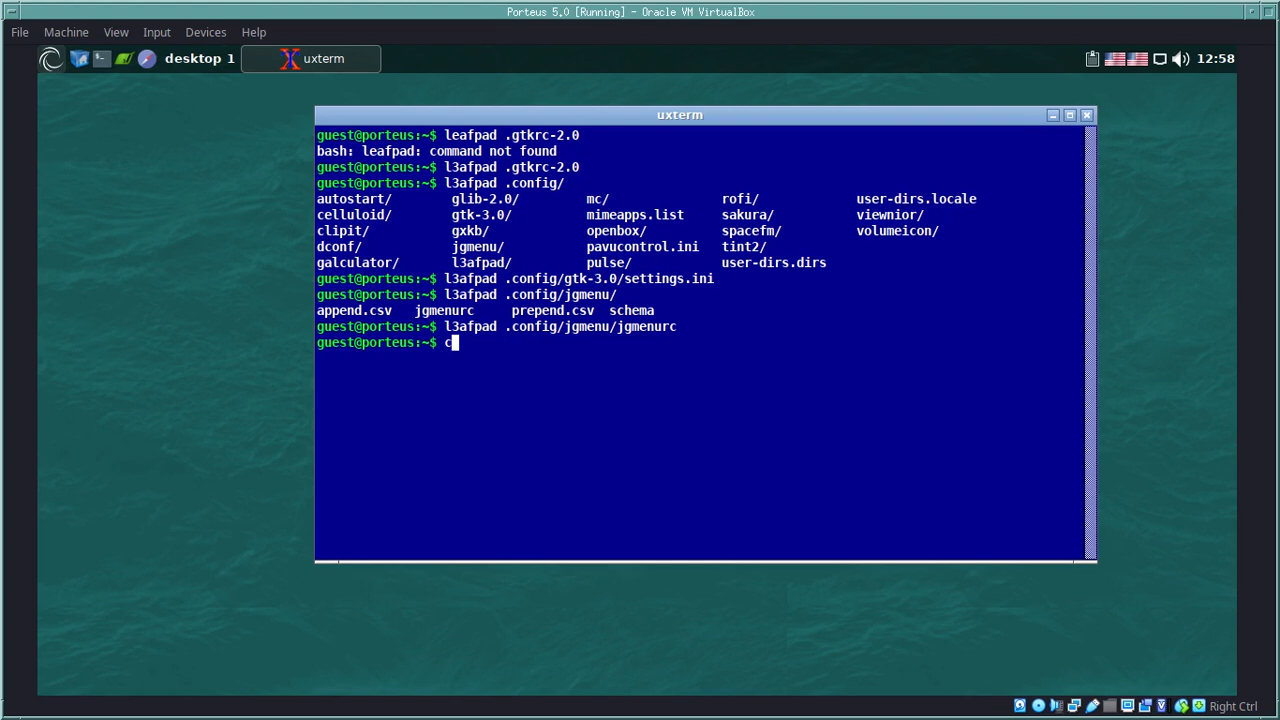 Porteus 5.0 [Running] - Oracle VM VirtualBox
File Machine View Input Devices Help
desktop 1 uxterm 12:58
uxterm
guest@porteus:~$ leafpad .gtkrc-2.0
bash: leafpad: command not found
guest@porteus:~$ l3afpad .gtkrc-2.0
guest@porteus:~$ l3afpad .config/
autostart/ glib-2.0/ mc/ rofi/ user-dirs.locale
celluloid/ gtk-3.0/ mimeapps.list sakura/ viewnior/
clipit/ gxkb/ openbox/ spacefm/ volumeicon/
dconf/ jgmenu/ pavucontrol.ini tint2/
galculator/ l3afpad/ pulse/ user-dirs.dirs
guest@porteus:~$ l3afpad .config/gtk-3.0/settings.ini
guest@porteus:~$ l3afpad .config/jgmenu/
append.csv jgmenurc prepend.csv schema
guest@porteus:~$ l3afpad .config/jgmenu/jgmenurc
guest@porteus:~$ c
Right Ctrl